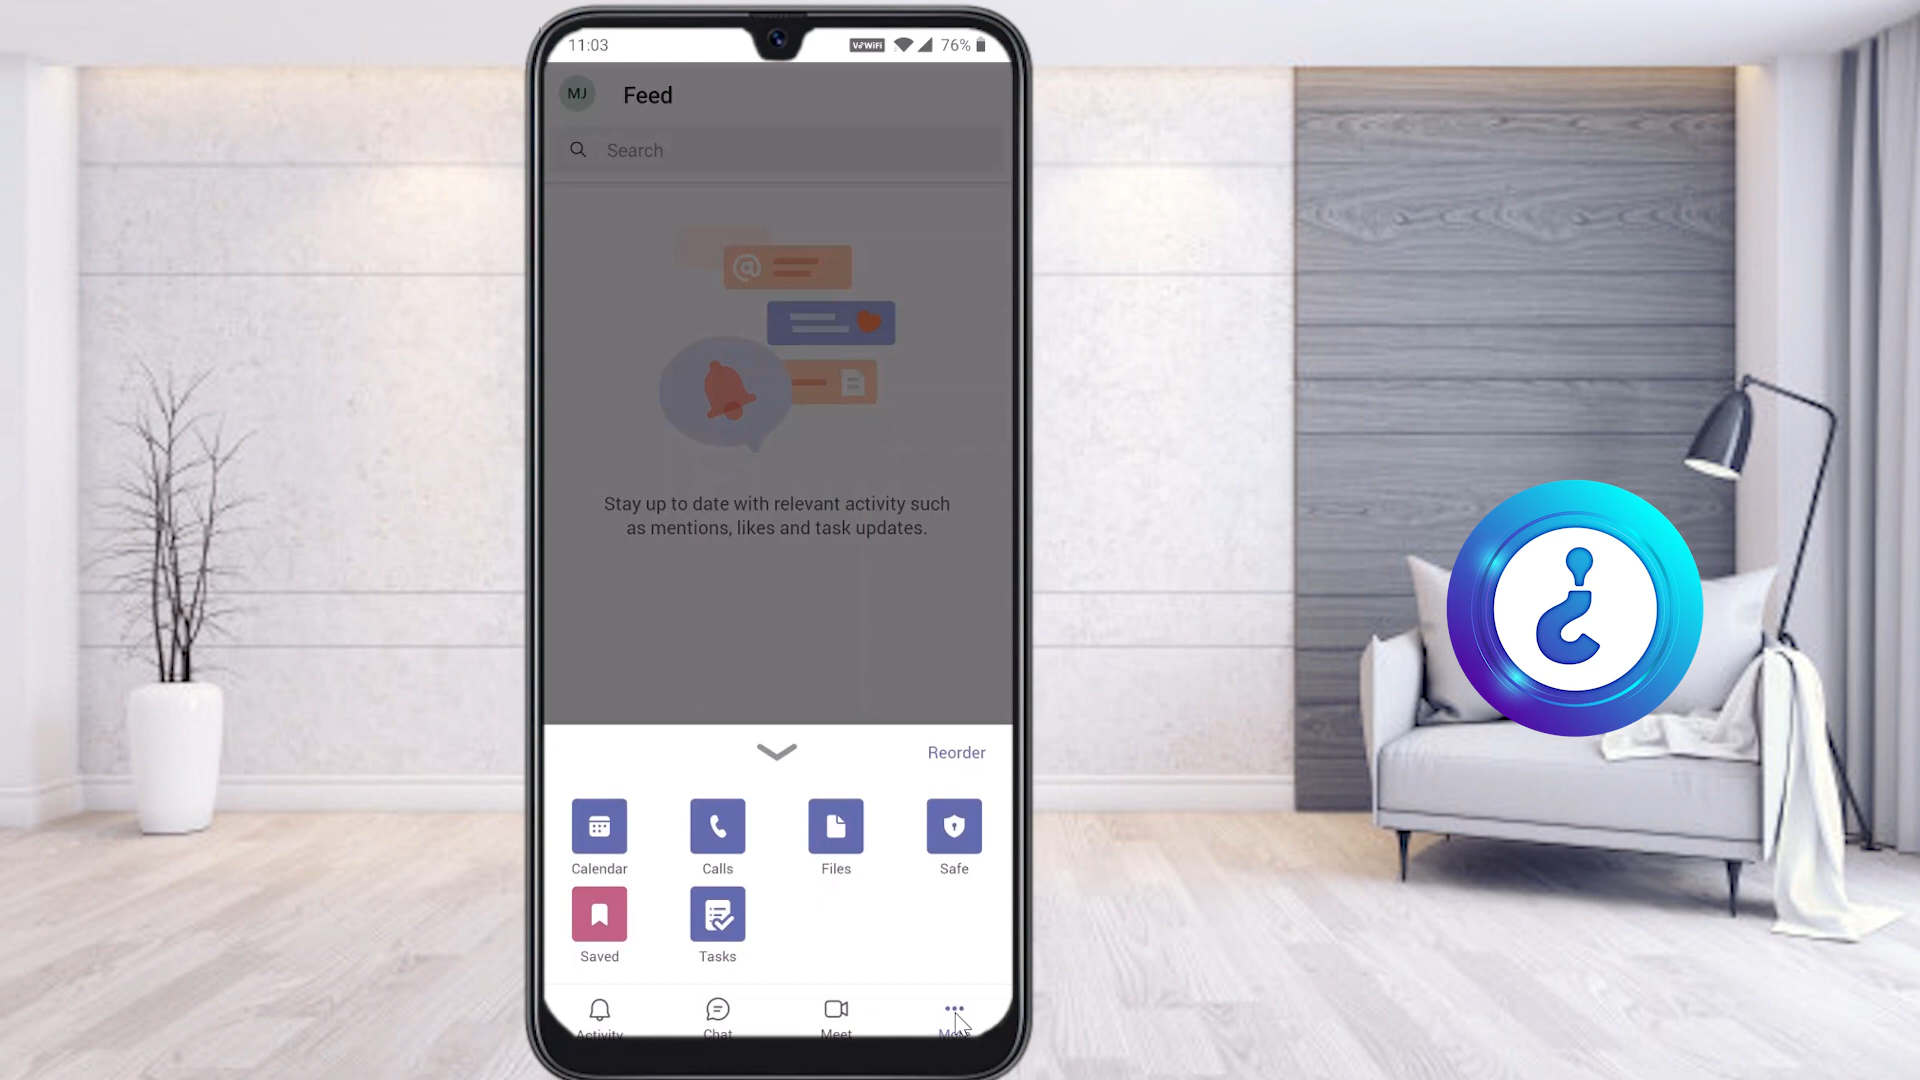 11:03
VoWiFi 76%
MJ Feed
Search
Stay up to date with relevant activity such
as mentions, likes and task updates.
Reorder
Calendar Calls Files Safe
Saved Tasks
Activity Chat Meet More